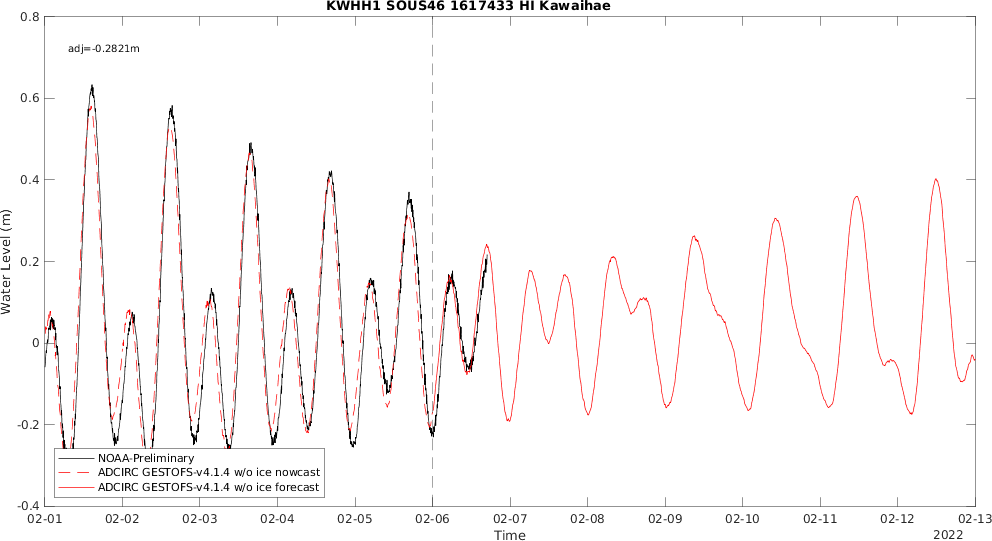 KWHH1 SOUS46 1617433 HI Kawaihae
adj=-0.2821m
Water Level (m)
0.8
0.6
0.4
0.2
0
-0.2
-0.4
NOAA-Preliminary
ADCIRC GESTOFS-v4.1.4 w/o ice nowcast
ADCIRC GESTOFS-v4.1.4 w/o ice forecast
02-01 02-02 02-03 02-04 02-05 02-06 02-07 02-08 02-09 02-10 02-11 02-12 02-13
Time
2022